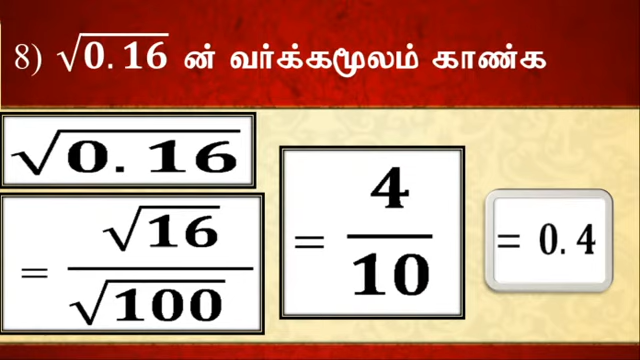 8) √0.16 ன் வர்க்கமூலம் காண்க
√0.16
= √16 / √100
= 4 / 10
= 0.4